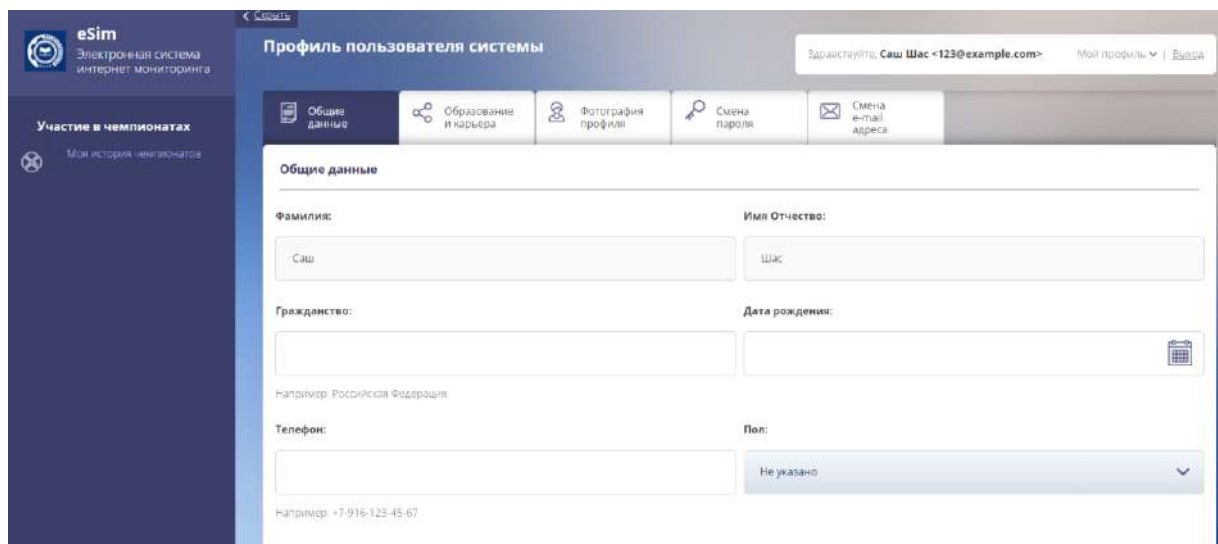 eSim
Электронная система
интернет мониторинга
Участие в чемпионатах
Моя история чемпионатов
Скрыть
Профиль пользователя системы
Здравствуйте, Саш Шас <123@example.com>
Мой профиль | Выход
Общие
данные
Образование
и карьера
Фотография
профиля
Смена
пароля
Смена
e-mail
адреса
Общие данные
Фамилия:
Имя Отчество:
Саш
Шас
Гражданство:
Дата рождения:
Например: Российская Федерация
Телефон:
Пол:
Не указано
Например: +7-916-123-45-67